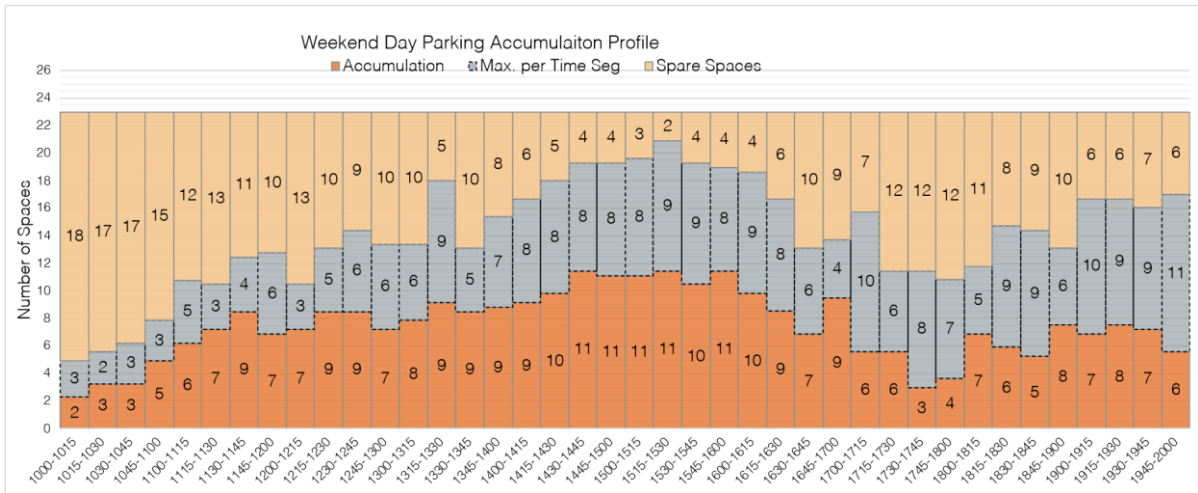 Weekend Day Parking Accumulaiton Profile
Accumulation Max. per Time Seg Spare Spaces
Number of Spaces
26
24
22
20
18
16
14
12
10
8
6
4
2
0
18 17 17 15 12 13 11 10 13 10 9 10 10 5 10 8 6 5 4 4 3 2 4 4 4 6 10 9 7 12 12 12 11 8 9 10 6 6 7 6
3 2 3 3 5 3 4 6 3 5 6 6 6 9 5 7 8 8 8 8 8 9 9 8 9 8 6 4 10 6 8 7 5 9 9 6 10 9 9 11
2 3 3 5 6 7 9 7 7 9 9 7 8 9 9 9 9 10 11 11 11 11 10 11 10 9 7 9 6 6 3 4 7 6 5 8 7 8 7 6
1000-1015 1015-1030 1030-1045 1045-1100 1100-1115 1115-1130 1130-1145 1145-1200 1200-1215 1215-1230 1230-1245 1245-1300 1300-1315 1315-1330 1330-1345 1345-1400 1400-1415 1415-1430 1430-1445 1445-1500 1500-1515 1515-1530 1530-1545 1545-1600 1600-1615 1615-1630 1630-1645 1645-1700 1700-1715 1715-1730 1730-1745 1745-1800 1800-1815 1815-1830 1830-1845 1845-1900 1900-1915 1915-1930 1930-1945 1945-2000